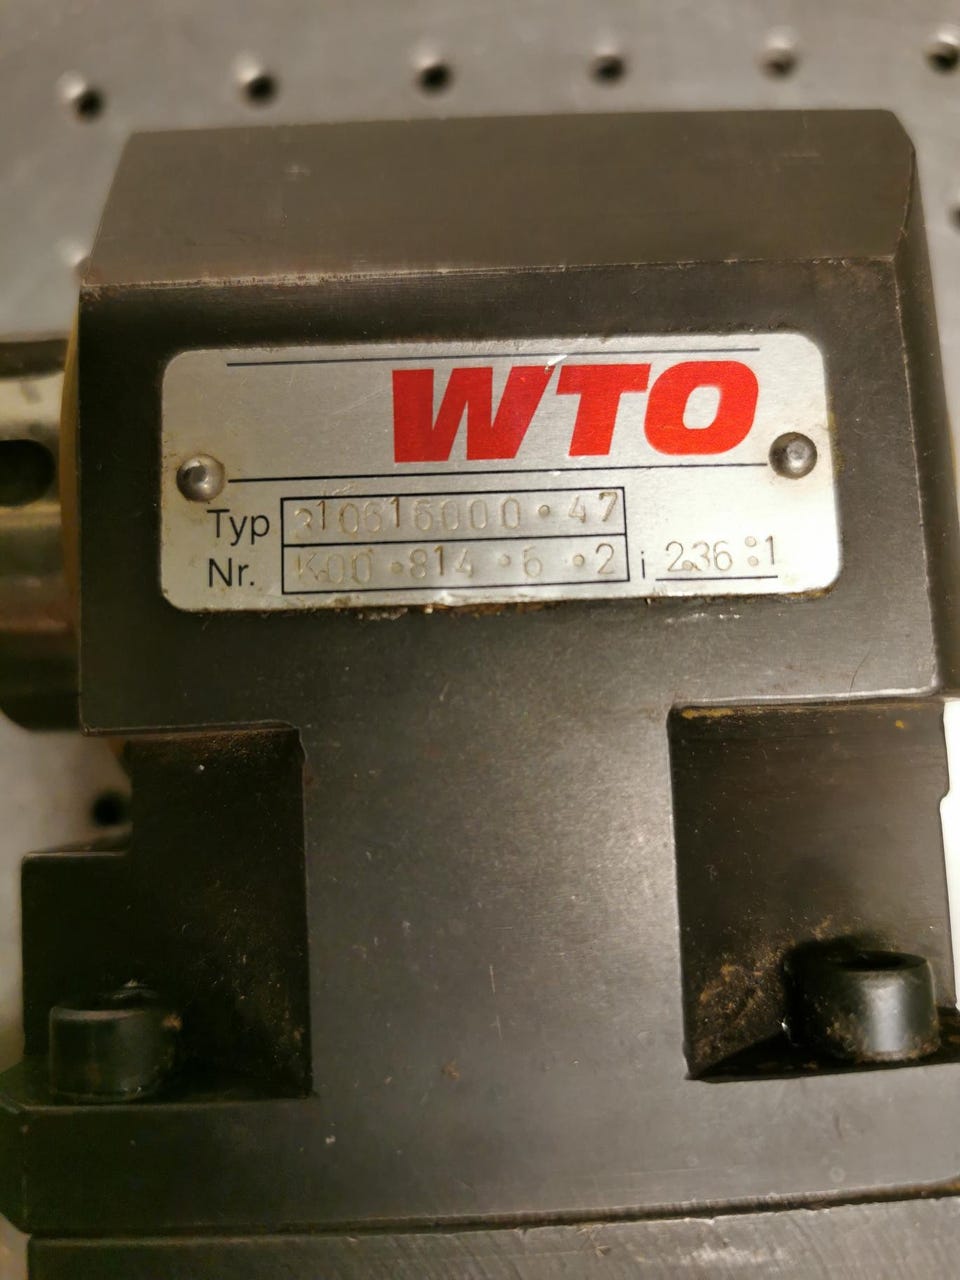 WTO
Typ 310616000·47
Nr. K00·814·6·2 i 2.36:1